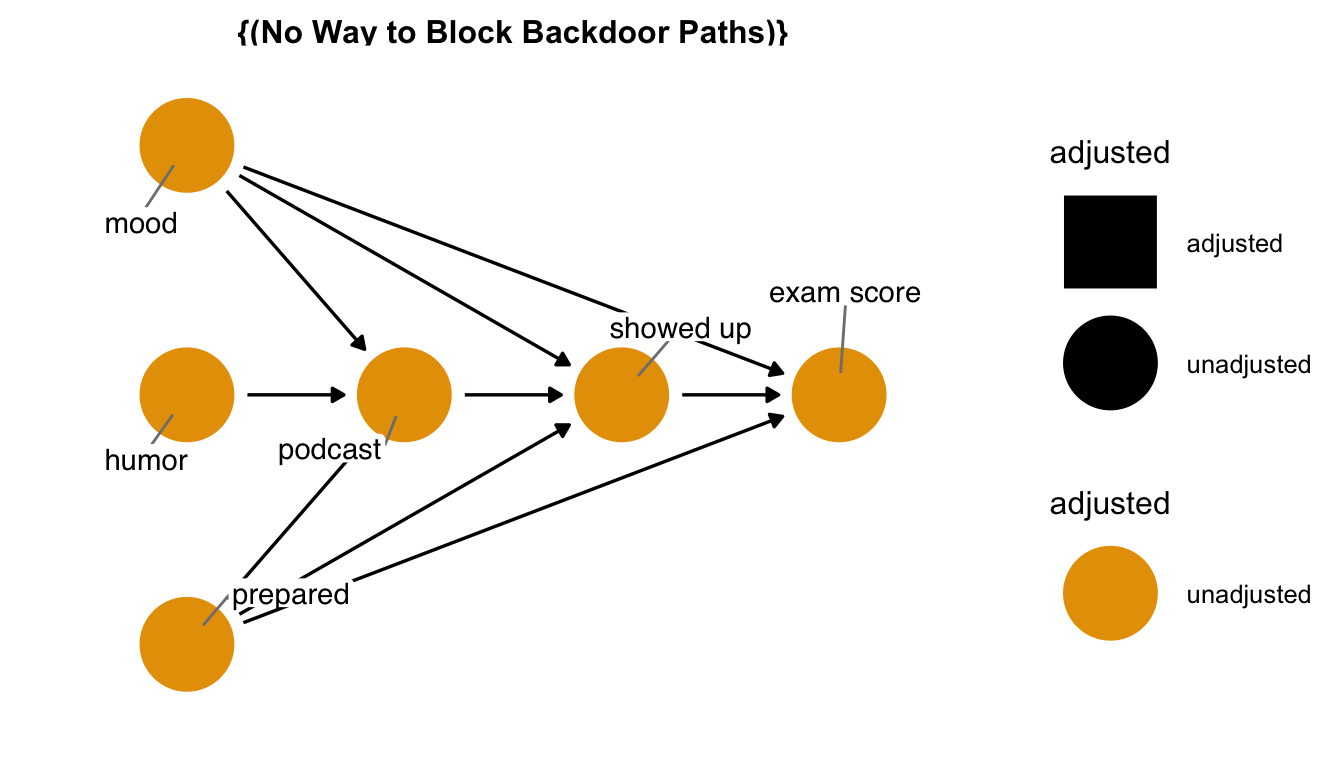 {(No Way to Block Backdoor Paths)}
mood
humor
podcast
prepared
showed up
exam score
adjusted
adjusted
unadjusted
adjusted
unadjusted